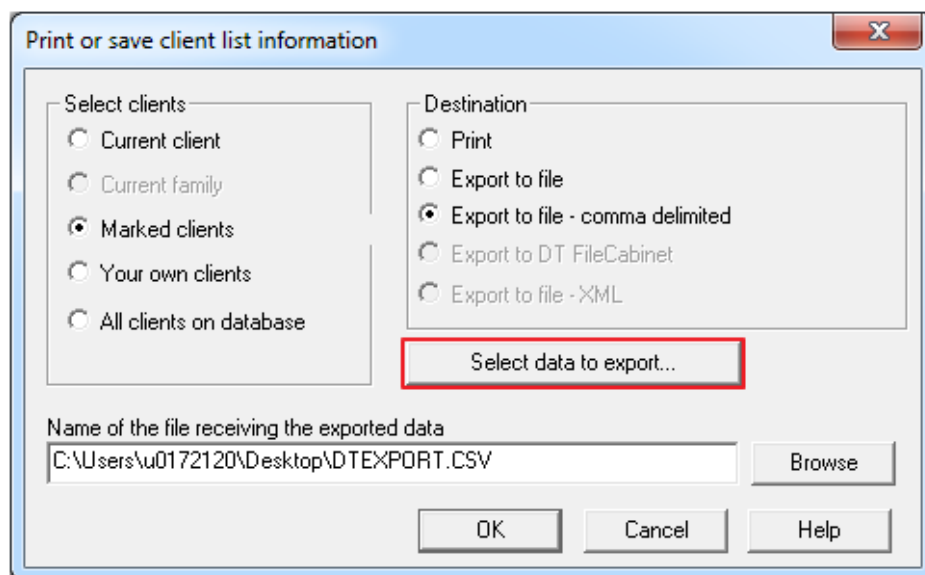 Print or save client list information
X
Select clients
Current client
Current family
Marked clients
Your own clients
All clients on database
Destination
Print
Export to file
Export to file - comma delimited
Export to DT FileCabinet
Export to file - XML
Select data to export...
Name of the file receiving the exported data
C:\Users\u0172120\Desktop\DTEXPORT.CSV
Browse
OK Cancel Help